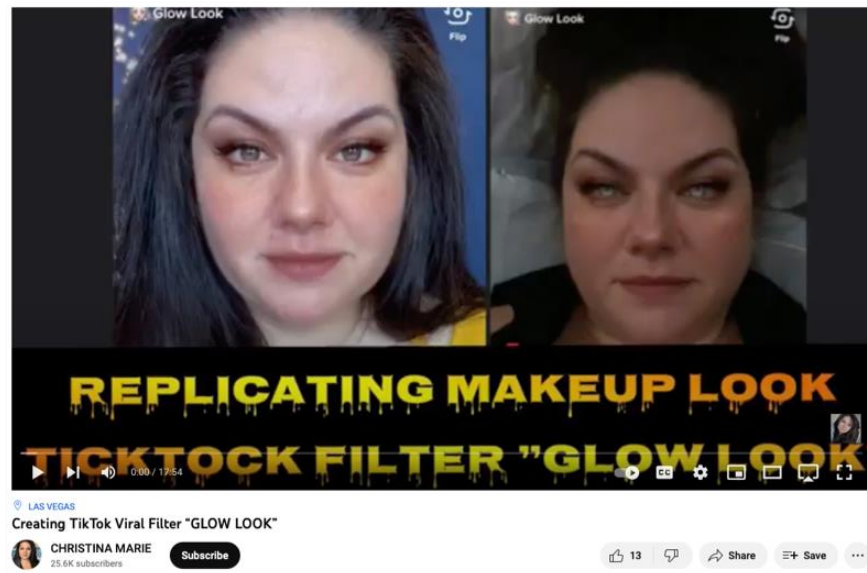 Glow Look
Flip
Glow Look
Flip
REPLICATING MAKEUP LOOK
TICKTOCK FILTER "GLOW LOOK
0:00 / 17:54
CC
LAS VEGAS
Creating TikTok Viral Filter "GLOW LOOK"
CHRISTINA MARIE
25.6K subscribers
Subscribe
13
Share
Save